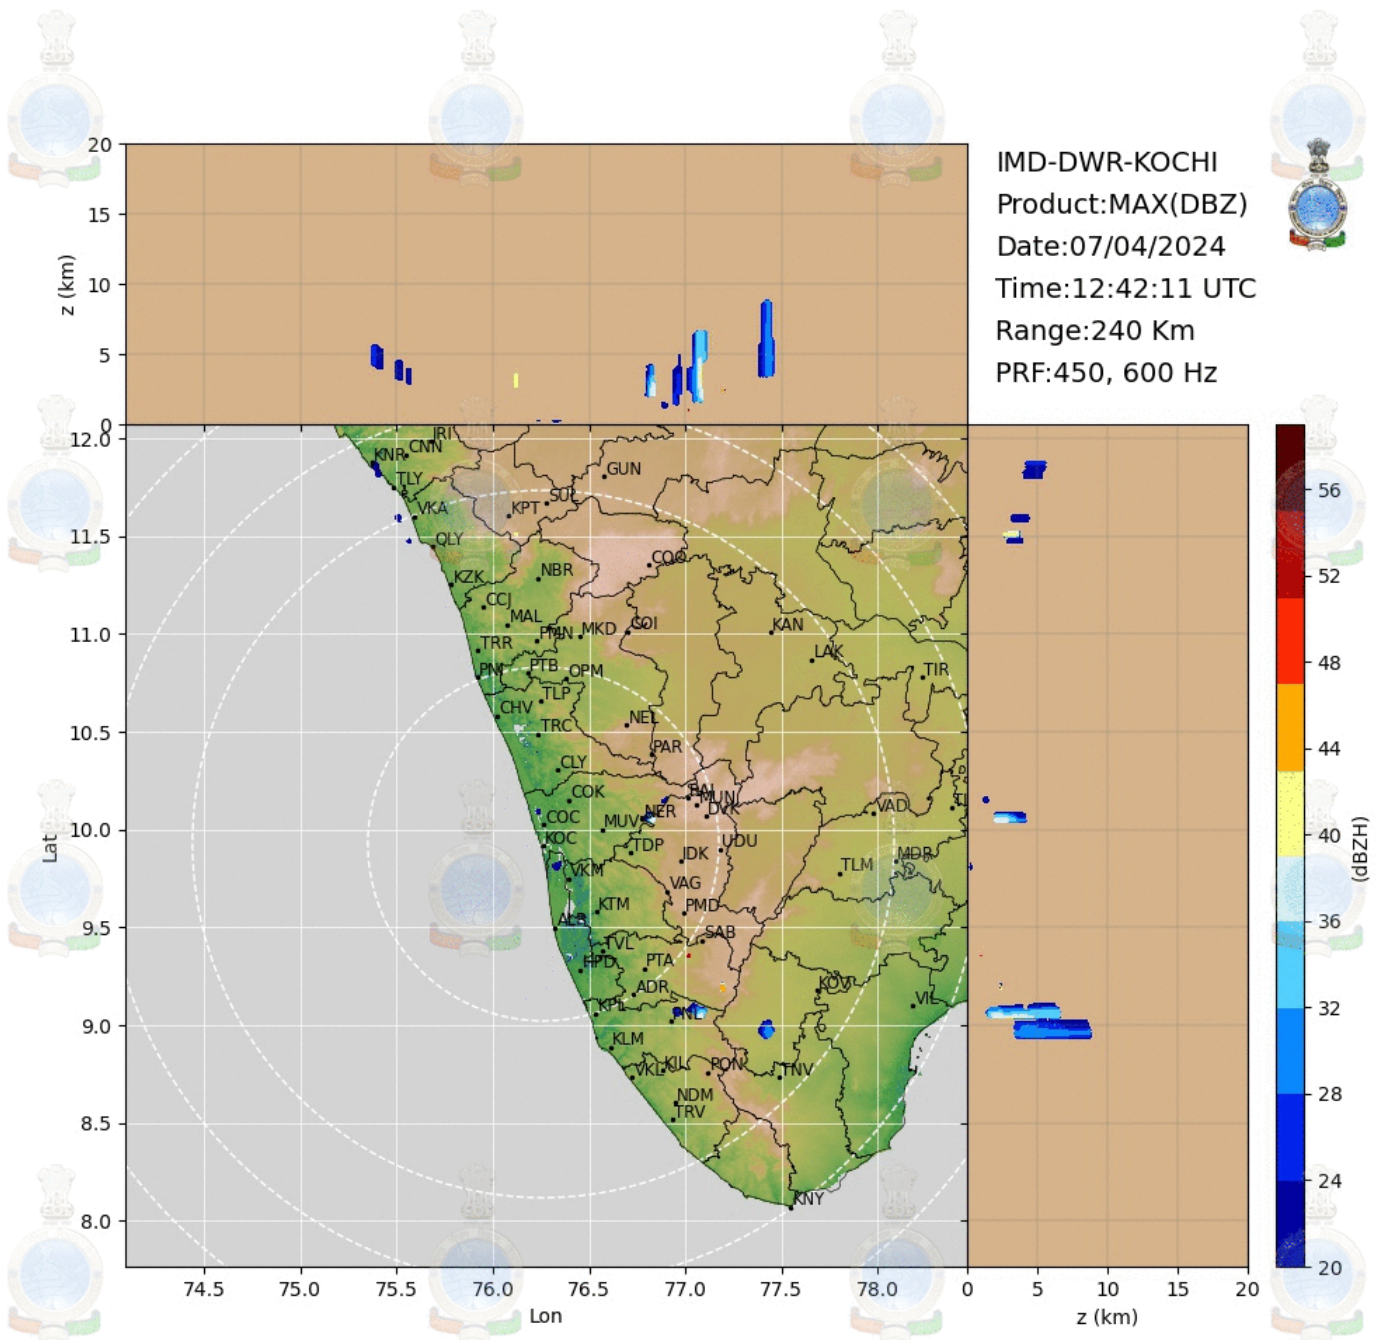 IMD-DWR-KOCHI
Product:MAX(DBZ)
Date:07/04/2024
Time:12:42:11 UTC
Range:240 Km
PRF:450, 600 Hz
20
15
10
5
0
z (km)
12.0
11.5
11.0
10.5
10.0
9.5
9.0
8.5
8.0
Lat
IRI
CNN
KNR
GUN
TLY
SUL
VKA
KPT
QLY
COO
KZK
NBR
CCJ
MAL
PMN
MKD
COI
KAN
TRR
LAK
PNI
PTB
OPM
TIR
TLP
CHV
NEL
TRC
PAR
CLY
COK
MUN
NER
DVK
VAD
COC
MUV
KOC
TDP
IDK
UDU
MDR
TLM
VKM
VAG
KTM
PMD
ALP
SAB
TVL
HPD
PTA
ADR
KOV
KPL
VIL
PNL
KLM
VKL
KIL
PON
TNV
NDM
TRV
KNY
74.5 75.0 75.5 76.0 76.5 77.0 77.5 78.0
Lon
0 5 10 15 20
z (km)
56
52
48
44
40
36
32
28
24
20
(dBZH)